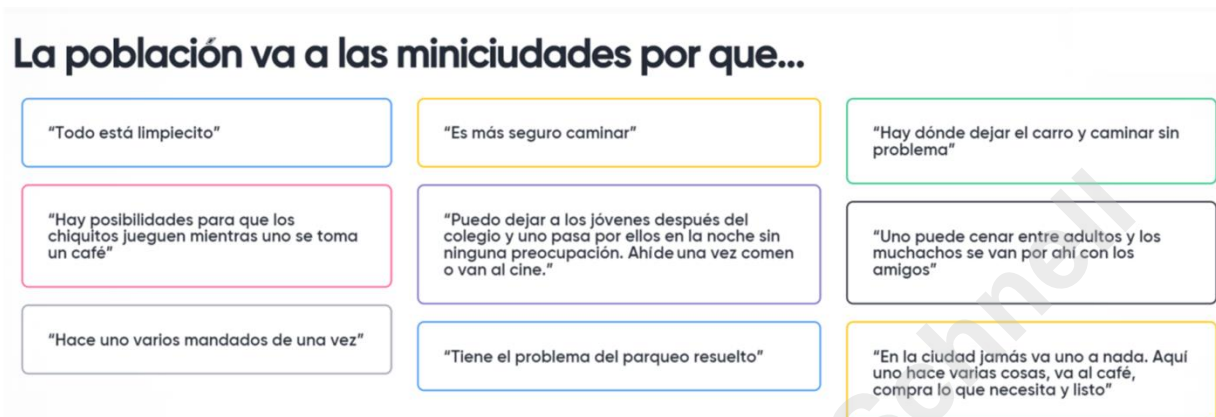 La población va a las miniciudades por que...
“Todo está limpiecito”
“Es más seguro caminar”
“Hay dónde dejar el carro y caminar sin
problema”
“Hay posibilidades para que los
chiquitos jueguen mientras uno se toma
un café”
“Puedo dejar a los jóvenes después del
colegio y uno pasa por ellos en la noche sin
ninguna preocupación. Ahí de una vez comen
o van al cine.”
“Uno puede cenar entre adultos y los
muchachos se van por ahí con los
amigos”
“Hace uno varios mandados de una vez”
“Tiene el problema del parqueo resuelto”
“En la ciudad jamás va uno a nada. Aquí
uno hace varias cosas, va al café,
compra lo que necesita y listo”
Schnell